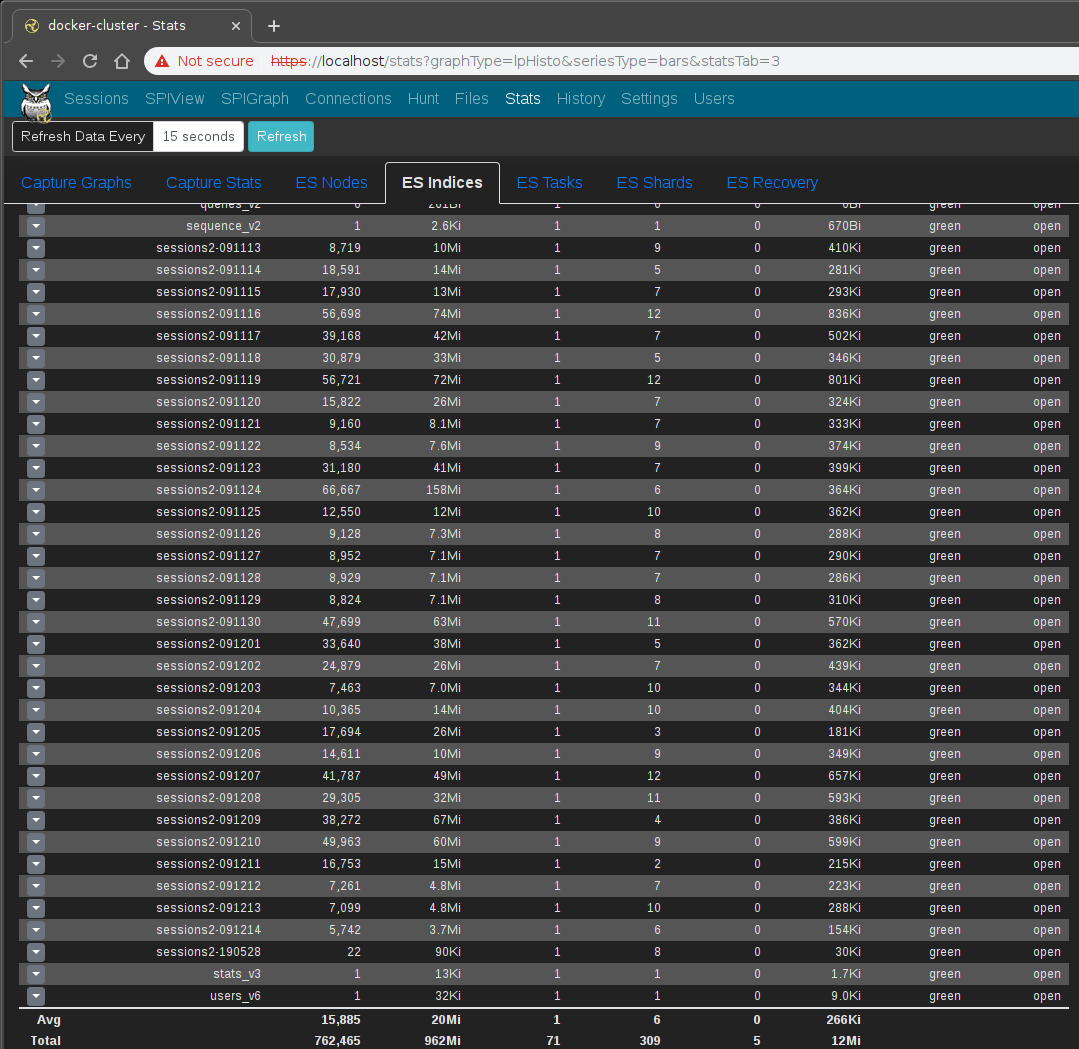 docker-cluster - Stats
Not secure https://localhost/stats?graphType=lpHisto&seriesType=bars&statsTab=3
Sessions SPIView SPIGraph Connections Hunt Files Stats History Settings Users
Refresh Data Every 15 seconds Refresh
Capture Graphs Capture Stats ES Nodes ES Indices ES Tasks ES Shards ES Recovery
queries_v2 0 261Bi 1 0 0 0Bi green open
sequence_v2 1 2.6Ki 1 1 0 670Bi green open
sessions2-091113 8,719 10Mi 1 9 0 410Ki green open
sessions2-091114 18,591 14Mi 1 5 0 281Ki green open
sessions2-091115 17,930 13Mi 1 7 0 293Ki green open
sessions2-091116 56,698 74Mi 1 12 0 836Ki green open
sessions2-091117 39,168 42Mi 1 7 0 502Ki green open
sessions2-091118 30,879 33Mi 1 5 0 346Ki green open
sessions2-091119 56,721 72Mi 1 12 0 801Ki green open
sessions2-091120 15,822 26Mi 1 7 0 324Ki green open
sessions2-091121 9,160 8.1Mi 1 7 0 333Ki green open
sessions2-091122 8,534 7.6Mi 1 9 0 374Ki green open
sessions2-091123 31,180 41Mi 1 7 0 399Ki green open
sessions2-091124 66,667 158Mi 1 6 0 364Ki green open
sessions2-091125 12,550 12Mi 1 10 0 362Ki green open
sessions2-091126 9,128 7.3Mi 1 8 0 288Ki green open
sessions2-091127 8,952 7.1Mi 1 7 0 290Ki green open
sessions2-091128 8,929 7.1Mi 1 7 0 286Ki green open
sessions2-091129 8,824 7.1Mi 1 8 0 310Ki green open
sessions2-091130 47,699 63Mi 1 11 0 570Ki green open
sessions2-091201 33,640 38Mi 1 5 0 362Ki green open
sessions2-091202 24,879 26Mi 1 7 0 439Ki green open
sessions2-091203 7,463 7.0Mi 1 10 0 344Ki green open
sessions2-091204 10,365 14Mi 1 10 0 404Ki green open
sessions2-091205 17,694 26Mi 1 3 0 181Ki green open
sessions2-091206 14,611 10Mi 1 9 0 349Ki green open
sessions2-091207 41,787 49Mi 1 12 0 657Ki green open
sessions2-091208 29,305 32Mi 1 11 0 593Ki green open
sessions2-091209 38,272 67Mi 1 4 0 386Ki green open
sessions2-091210 49,963 60Mi 1 9 0 599Ki green open
sessions2-091211 16,753 15Mi 1 2 0 215Ki green open
sessions2-091212 7,261 4.8Mi 1 7 0 223Ki green open
sessions2-091213 7,099 4.8Mi 1 10 0 288Ki green open
sessions2-091214 5,742 3.7Mi 1 6 0 154Ki green open
sessions2-190528 22 90Ki 1 8 0 30Ki green open
stats_v3 1 13Ki 1 1 0 1.7Ki green open
users_v6 1 32Ki 1 1 0 9.0Ki green open
Avg 15,885 20Mi 1 6 0 266Ki
Total 762,465 962Mi 71 309 5 12Mi